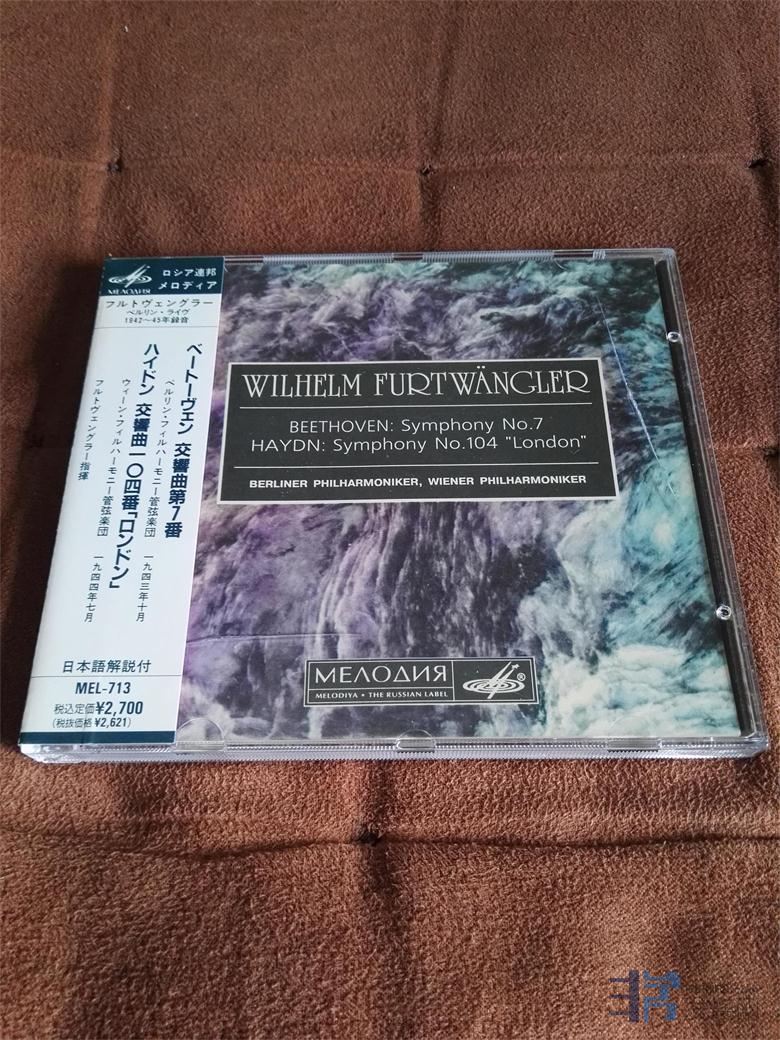 МЕЛОДИЯ
ロシア連邦
メロディア
フルトヴェングラー
ベルリン・ライヴ
1942〜45年録音
ベートーヴェン 交響曲第7番
ベルリン・フィルハーモニー管弦楽団 一九四三年十月
ハイドン 交響曲一〇四番「ロンドン」
ウィーン・フィルハーモニー管弦楽団 一九四四年七月
フルトヴェングラー指揮
日本語解説付
MEL-713
税込定価¥2,700
(税抜価格¥2,621)
WILHELM FURTWÄNGLER
BEETHOVEN: Symphony No.7
HAYDN: Symphony No.104 "London"
BERLINER PHILHARMONIKER, WIENER PHILHARMONIKER
МЕЛОДИЯ
MELODIYA • THE RUSSIAN LABEL
®